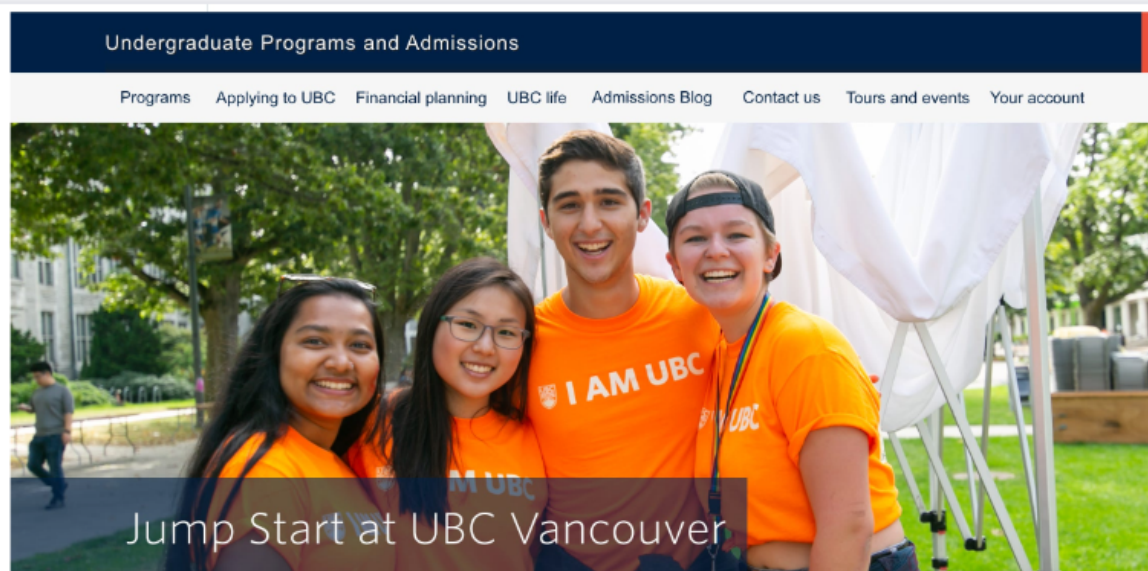 Undergraduate Programs and Admissions
Programs Applying to UBC Financial planning UBC life Admissions Blog Contact us Tours and events Your account
I AM UBC
UBC
M UBC
Jump Start at UBC Vancouver